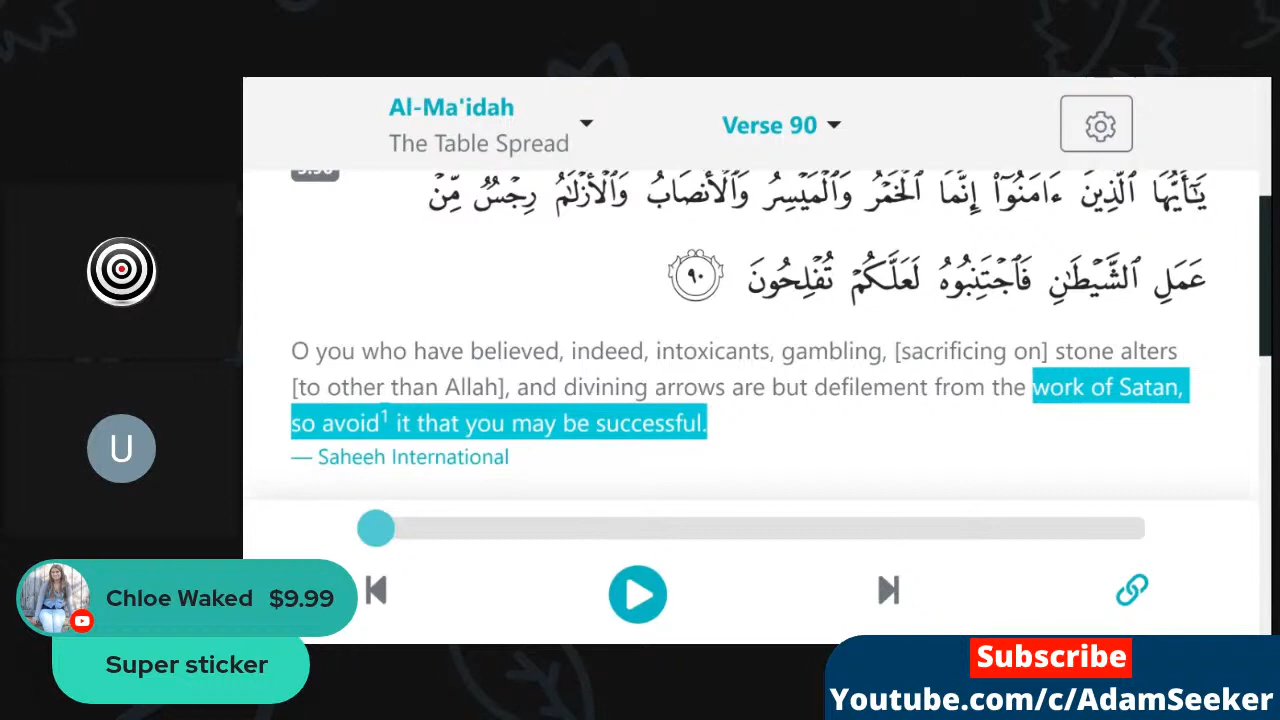 Al-Ma'idah
The Table Spread
Verse 90
يَـٰٓأَيُّهَا ٱلَّذِينَ ءَامَنُوٓا۟ إِنَّمَا ٱلْخَمْرُ وَٱلْمَيْسِرُ وَٱلْأَنصَابُ وَٱلْأَزْلَـٰمُ رِجْسٌ مِّنْ
عَمَلِ ٱلشَّيْطَـٰنِ فَٱجْتَنِبُوهُ لَعَلَّكُمْ تُفْلِحُونَ ٩٠
O you who have believed, indeed, intoxicants, gambling, [sacrificing on] stone alters
[to other than Allah], and divining arrows are but defilement from the work of Satan,
so avoid¹ it that you may be successful.
— Saheeh International
U
Chloe Waked $9.99
Super sticker
Subscribe
Youtube.com/c/AdamSeeker